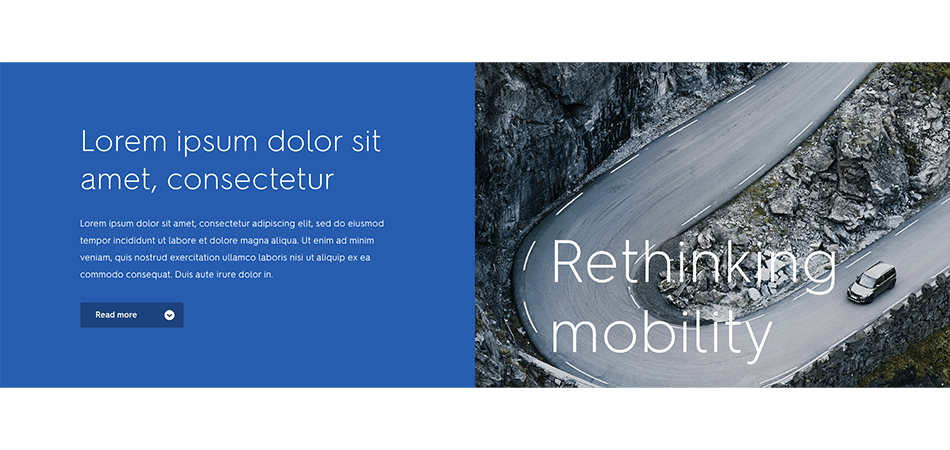 Lorem ipsum dolor sit
amet, consectetur
Lorem ipsum dolor sit amet, consectetur adipiscing elit, sed do eiusmod
tempor incididunt ut labore et dolore magna aliqua. Ut enim ad minim
veniam, quis nostrud exercitation ullamco laboris nisi ut aliquip ex ea
commodo consequat. Duis aute irure dolor in.
Read more
Rethinking
mobility